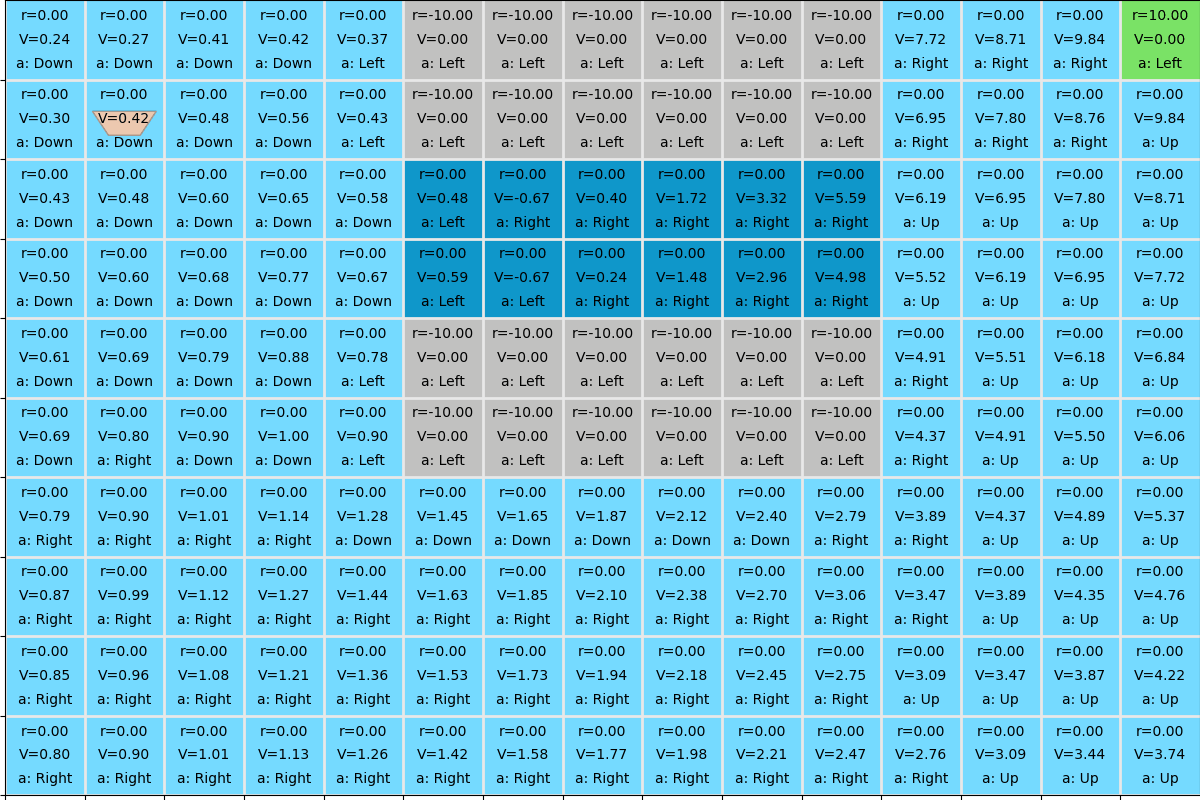 r=0.00 r=0.00 r=0.00 r=0.00 r=0.00 r=-10.00 r=-10.00 r=-10.00 r=-10.00 r=-10.00 r=-10.00 r=0.00 r=0.00 r=0.00 r=10.00
V=0.24 V=0.27 V=0.41 V=0.42 V=0.37 V=0.00 V=0.00 V=0.00 V=0.00 V=0.00 V=0.00 V=7.72 V=8.71 V=9.84 V=0.00
a: Down a: Down a: Down a: Down a: Left a: Left a: Left a: Left a: Left a: Left a: Left a: Right a: Right a: Right a: Left
r=0.00 r=0.00 r=0.00 r=0.00 r=0.00 r=-10.00 r=-10.00 r=-10.00 r=-10.00 r=-10.00 r=-10.00 r=0.00 r=0.00 r=0.00 r=0.00
V=0.30 V=0.42 V=0.48 V=0.56 V=0.43 V=0.00 V=0.00 V=0.00 V=0.00 V=0.00 V=0.00 V=6.95 V=7.80 V=8.76 V=9.84
a: Down a: Down a: Down a: Down a: Left a: Left a: Left a: Left a: Left a: Left a: Left a: Right a: Right a: Right a: Up
r=0.00 r=0.00 r=0.00 r=0.00 r=0.00 r=0.00 r=0.00 r=0.00 r=0.00 r=0.00 r=0.00 r=0.00 r=0.00 r=0.00 r=0.00
V=0.43 V=0.48 V=0.60 V=0.65 V=0.58 V=0.48 V=-0.67 V=0.40 V=1.72 V=3.32 V=5.59 V=6.19 V=6.95 V=7.80 V=8.71
a: Down a: Down a: Down a: Down a: Down a: Left a: Right a: Right a: Right a: Right a: Right a: Up a: Up a: Up a: Up
r=0.00 r=0.00 r=0.00 r=0.00 r=0.00 r=0.00 r=0.00 r=0.00 r=0.00 r=0.00 r=0.00 r=0.00 r=0.00 r=0.00 r=0.00
V=0.50 V=0.60 V=0.68 V=0.77 V=0.67 V=0.59 V=-0.67 V=0.24 V=1.48 V=2.96 V=4.98 V=5.52 V=6.19 V=6.95 V=7.72
a: Down a: Down a: Down a: Down a: Down a: Left a: Left a: Right a: Right a: Right a: Right a: Up a: Up a: Up a: Up
r=0.00 r=0.00 r=0.00 r=0.00 r=0.00 r=-10.00 r=-10.00 r=-10.00 r=-10.00 r=-10.00 r=-10.00 r=0.00 r=0.00 r=0.00 r=0.00
V=0.61 V=0.69 V=0.79 V=0.88 V=0.78 V=0.00 V=0.00 V=0.00 V=0.00 V=0.00 V=0.00 V=4.91 V=5.51 V=6.18 V=6.84
a: Down a: Down a: Down a: Down a: Left a: Left a: Left a: Left a: Left a: Left a: Left a: Right a: Up a: Up a: Up
r=0.00 r=0.00 r=0.00 r=0.00 r=0.00 r=-10.00 r=-10.00 r=-10.00 r=-10.00 r=-10.00 r=-10.00 r=0.00 r=0.00 r=0.00 r=0.00
V=0.69 V=0.80 V=0.90 V=1.00 V=0.90 V=0.00 V=0.00 V=0.00 V=0.00 V=0.00 V=0.00 V=4.37 V=4.91 V=5.50 V=6.06
a: Down a: Right a: Down a: Down a: Left a: Left a: Left a: Left a: Left a: Left a: Left a: Right a: Up a: Up a: Up
r=0.00 r=0.00 r=0.00 r=0.00 r=0.00 r=0.00 r=0.00 r=0.00 r=0.00 r=0.00 r=0.00 r=0.00 r=0.00 r=0.00 r=0.00
V=0.79 V=0.90 V=1.01 V=1.14 V=1.28 V=1.45 V=1.65 V=1.87 V=2.12 V=2.40 V=2.79 V=3.89 V=4.37 V=4.89 V=5.37
a: Right a: Right a: Right a: Right a: Down a: Down a: Down a: Down a: Down a: Down a: Right a: Right a: Up a: Up a: Up
r=0.00 r=0.00 r=0.00 r=0.00 r=0.00 r=0.00 r=0.00 r=0.00 r=0.00 r=0.00 r=0.00 r=0.00 r=0.00 r=0.00 r=0.00
V=0.87 V=0.99 V=1.12 V=1.27 V=1.44 V=1.63 V=1.85 V=2.10 V=2.38 V=2.70 V=3.06 V=3.47 V=3.89 V=4.35 V=4.76
a: Right a: Right a: Right a: Right a: Right a: Right a: Right a: Right a: Right a: Right a: Right a: Right a: Up a: Up a: Up
r=0.00 r=0.00 r=0.00 r=0.00 r=0.00 r=0.00 r=0.00 r=0.00 r=0.00 r=0.00 r=0.00 r=0.00 r=0.00 r=0.00 r=0.00
V=0.85 V=0.96 V=1.08 V=1.21 V=1.36 V=1.53 V=1.73 V=1.94 V=2.18 V=2.45 V=2.75 V=3.09 V=3.47 V=3.87 V=4.22
a: Right a: Right a: Right a: Right a: Right a: Right a: Right a: Right a: Right a: Right a: Right a: Up a: Up a: Up a: Up
r=0.00 r=0.00 r=0.00 r=0.00 r=0.00 r=0.00 r=0.00 r=0.00 r=0.00 r=0.00 r=0.00 r=0.00 r=0.00 r=0.00 r=0.00
V=0.80 V=0.90 V=1.01 V=1.13 V=1.26 V=1.42 V=1.58 V=1.77 V=1.98 V=2.21 V=2.47 V=2.76 V=3.09 V=3.44 V=3.74
a: Right a: Right a: Right a: Right a: Right a: Right a: Right a: Right a: Right a: Right a: Right a: Right a: Up a: Up a: Up